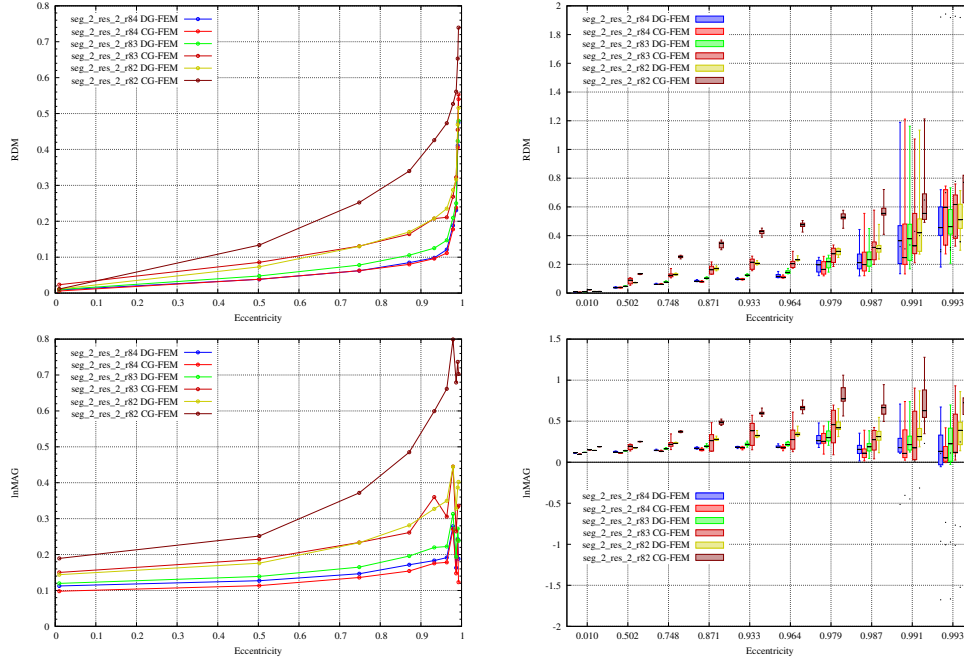 0.8
0.7
0.6
0.5
0.4
0.3
0.2
0.1
0
RDM
seg_2_res_2_r84 DG-FEM
seg_2_res_2_r84 CG-FEM
seg_2_res_2_r83 DG-FEM
seg_2_res_2_r83 CG-FEM
seg_2_res_2_r82 DG-FEM
seg_2_res_2_r82 CG-FEM
0 0.1 0.2 0.3 0.4 0.5 0.6 0.7 0.8 0.9 1
Eccentricity
2
1.8
1.6
1.4
1.2
1
0.8
0.6
0.4
0.2
0
RDM
seg_2_res_2_r84 DG-FEM
seg_2_res_2_r84 CG-FEM
seg_2_res_2_r83 DG-FEM
seg_2_res_2_r83 CG-FEM
seg_2_res_2_r82 DG-FEM
seg_2_res_2_r82 CG-FEM
0.010 0.502 0.748 0.871 0.933 0.964 0.979 0.987 0.991 0.993
Eccentricity
0.8
0.7
0.6
0.5
0.4
0.3
0.2
0.1
0
lnMAG
seg_2_res_2_r84 DG-FEM
seg_2_res_2_r84 CG-FEM
seg_2_res_2_r83 DG-FEM
seg_2_res_2_r83 CG-FEM
seg_2_res_2_r82 DG-FEM
seg_2_res_2_r82 CG-FEM
0 0.1 0.2 0.3 0.4 0.5 0.6 0.7 0.8 0.9 1
Eccentricity
1.5
1
0.5
0
-0.5
-1
-1.5
-2
lnMAG
seg_2_res_2_r84 DG-FEM
seg_2_res_2_r84 CG-FEM
seg_2_res_2_r83 DG-FEM
seg_2_res_2_r83 CG-FEM
seg_2_res_2_r82 DG-FEM
seg_2_res_2_r82 CG-FEM
0.010 0.502 0.748 0.871 0.933 0.964 0.979 0.987 0.991 0.993
Eccentricity